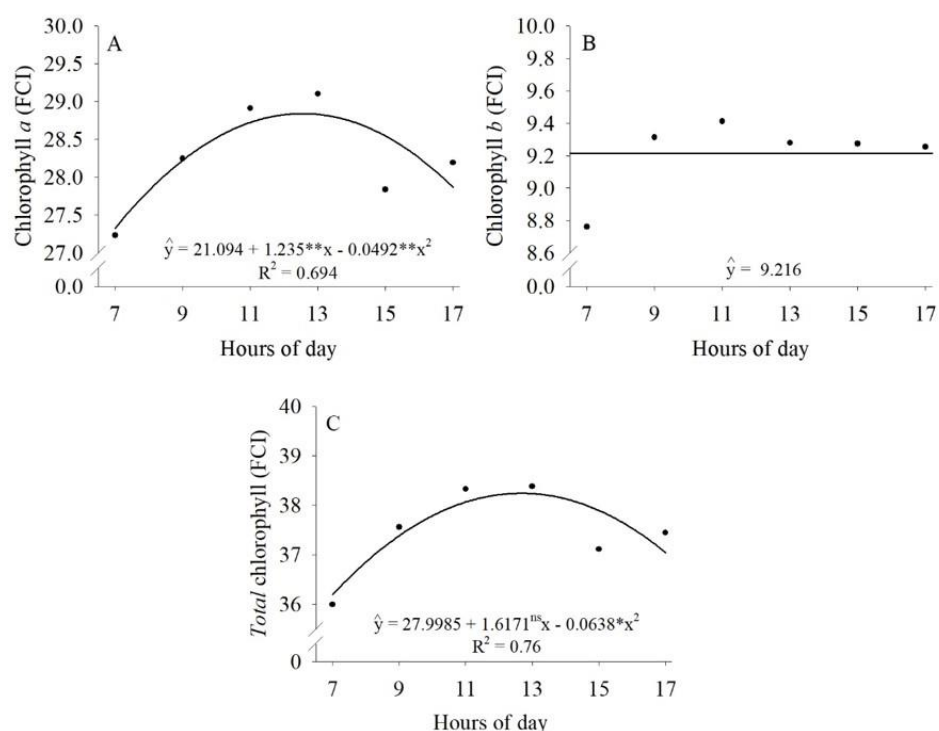 A
Chlorophyll a (FCI)
30.0
29.5
29.0
28.5
28.0
27.5
27.0
0.0
ŷ = 21.094 + 1.235**x - 0.0492**x²
R² = 0.694
7 9 11 13 15 17
Hours of day
B
Chlorophyll b (FCI)
10.0
9.8
9.6
9.4
9.2
9.0
8.8
8.6
0.0
ŷ = 9.216
7 9 11 13 15 17
Hours of day
C
Total chlorophyll (FCI)
40
39
38
37
36
0
ŷ = 27.9985 + 1.6171ⁿˢx - 0.0638*x²
R² = 0.76
7 9 11 13 15 17
Hours of day